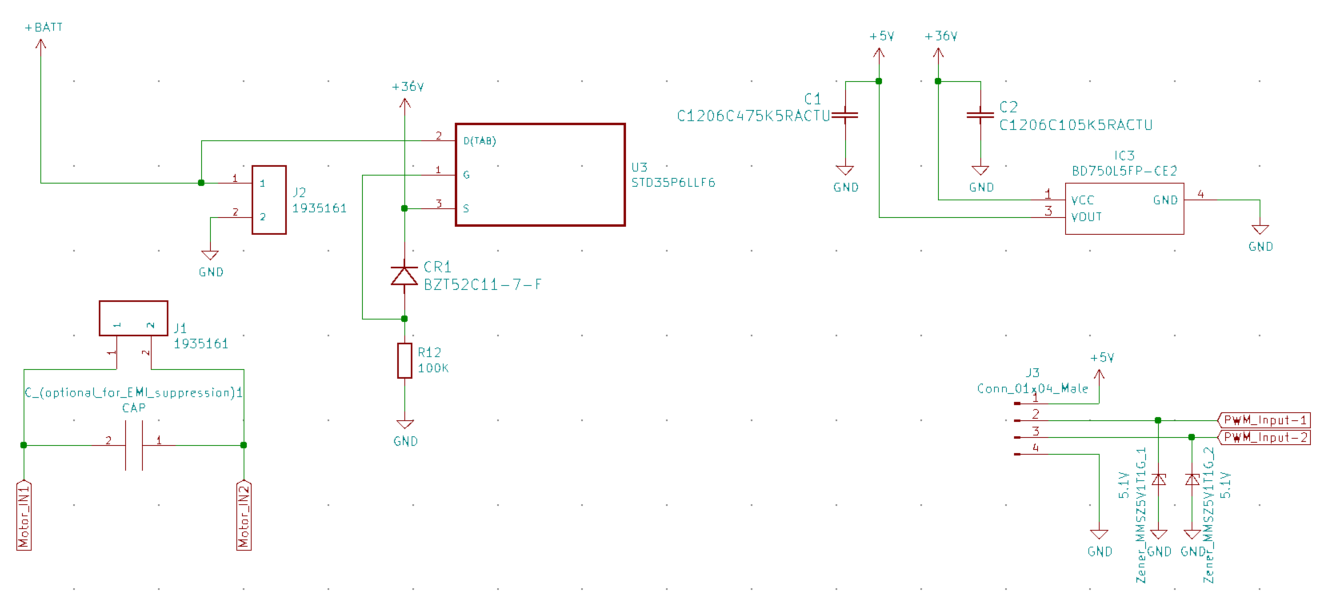 +BATT
+36V
2
D(TAB)
1
G
3
S
U3
STD35P6LLF6
1
1
2
2
J2
1935161
GND
CR1
BZT52C11-7-F
R12
100K
GND
1
2
1
2
J1
1935161
C_(optional_for_EMI_suppression)1
CAP
2
1
Motor_IN1
Motor_IN2
+5V
+36V
C1
C1206C475K5RACTU
GND
C2
C1206C105K5RACTU
GND
IC3
BD750L5FP-CE2
1
VCC
3
VOUT
GND
4
GND
+5V
J3
Conn_01x04_Male
1
2
3
4
PWM_Input-1
PWM_Input-2
5.1V
Zener_MMSZ5V1T1G_1
Zener_MMSZ5V1T1G_2
5.1V
GND
GND
GND